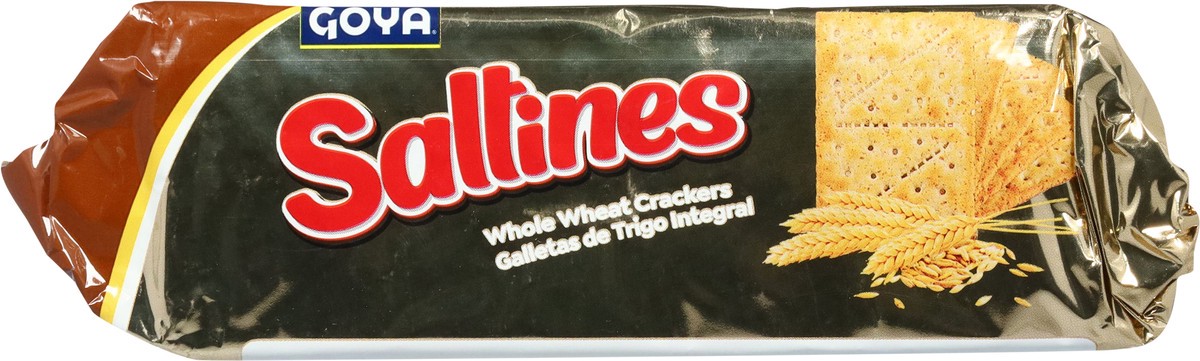 GOYA
Saltines
Whole Wheat Crackers
Galletas de Trigo Integral